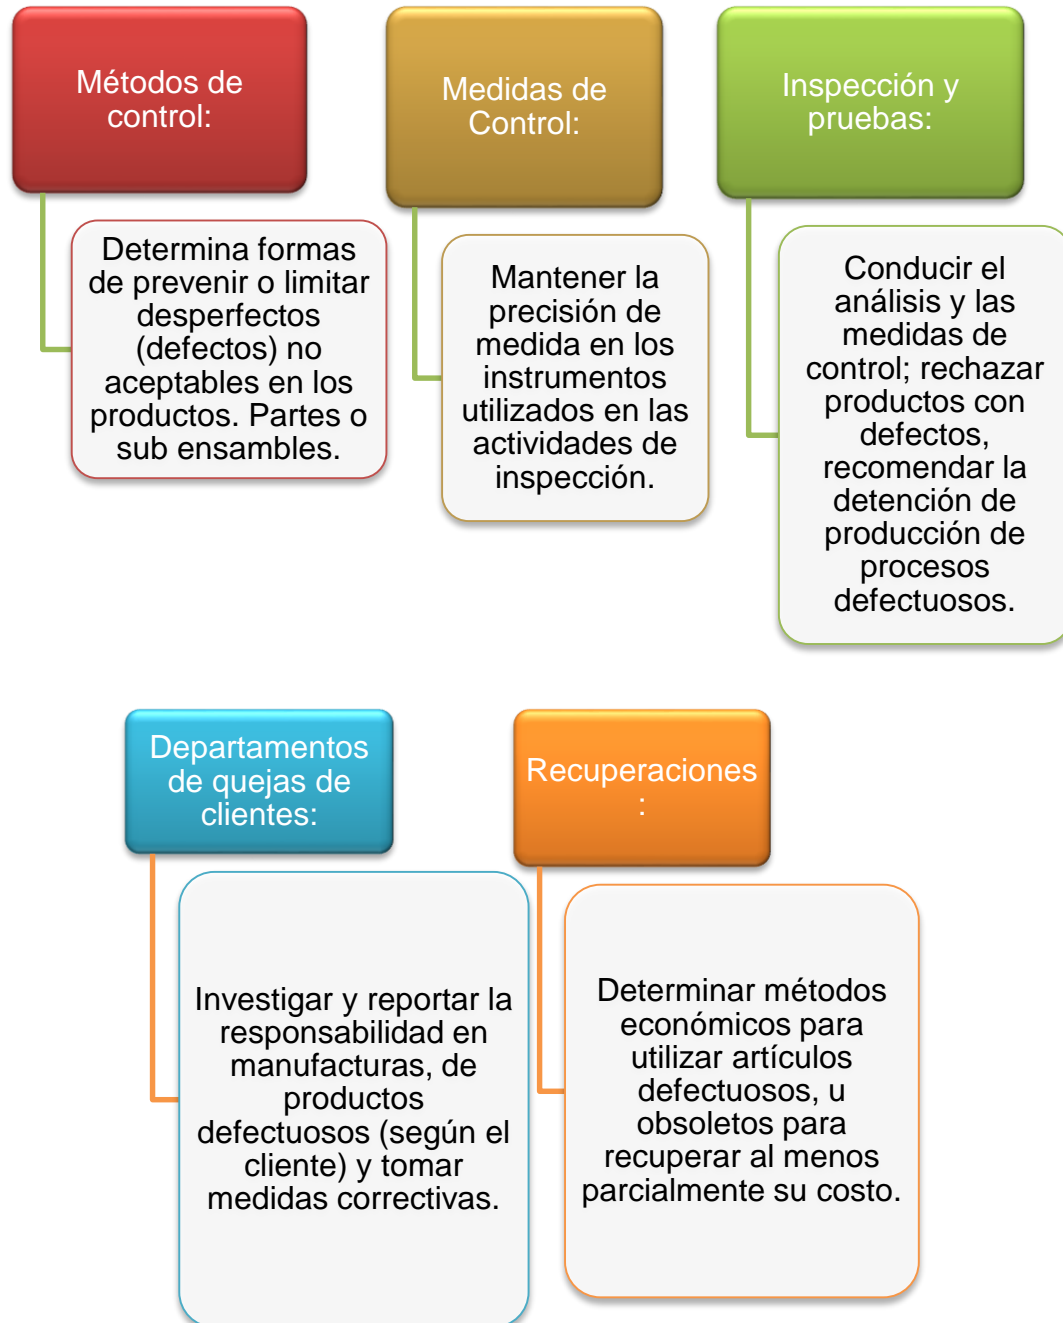 Métodos de
control:
Determina formas
de prevenir o limitar
desperfectos
(defectos) no
aceptables en los
productos. Partes o
sub ensambles.
Medidas de
Control:
Mantener la
precisión de
medida en los
instrumentos
utilizados en las
actividades de
inspección.
Inspección y
pruebas:
Conducir el
análisis y las
medidas de
control; rechazar
productos con
defectos,
recomendar la
detención de
producción de
procesos
defectuosos.
Departamentos
de quejas de
clientes:
Investigar y reportar la
responsabilidad en
manufacturas, de
productos
defectuosos (según el
cliente) y tomar
medidas correctivas.
Recuperaciones
:
Determinar métodos
económicos para
utilizar artículos
defectuosos, u
obsoletos para
recuperar al menos
parcialmente su costo.